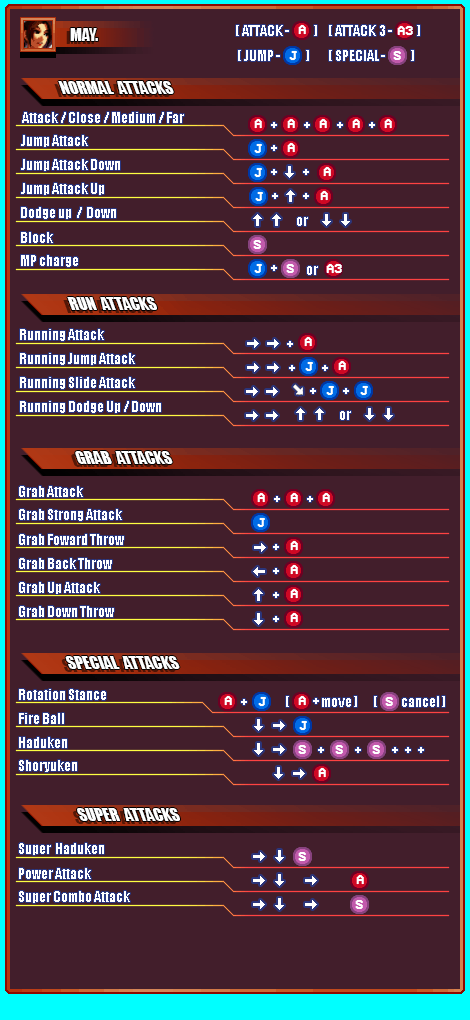 MAY.
[ ATTACK - A ] [ ATTACK 3 - A3 ]
[ JUMP - J ] [ SPECIAL - S ]
NORMAL ATTACKS
Attack / Close / Medium / Far A + A + A + A + A
Jump Attack J + A
Jump Attack Down J + ↓ + A
Jump Attack Up J + ↑ + A
Dodge up / Down ↑ ↑ or ↓ ↓
Block S
MP charge J + S or A3
RUN ATTACKS
Running Attack → → + A
Running Jump Attack → → + J + A
Running Slide Attack → → ↘ + J + J
Running Dodge Up / Down → → ↑ ↑ or ↓ ↓
GRAB ATTACKS
Grab Attack A + A + A
Grab Strong Attack J
Grab Foward Throw → + A
Grab Back Throw ← + A
Grab Up Attack ↑ + A
Grab Down Throw ↓ + A
SPECIAL ATTACKS
Rotation Stance A + J [ A + move ] [ S cancel ]
Fire Ball ↓ → J
Haduken ↓ → S + S + S + + +
Shoryuken ↓ → A
SUPER ATTACKS
Super Haduken → ↓ S
Power Attack → ↓ → A
Super Combo Attack → ↓ → S